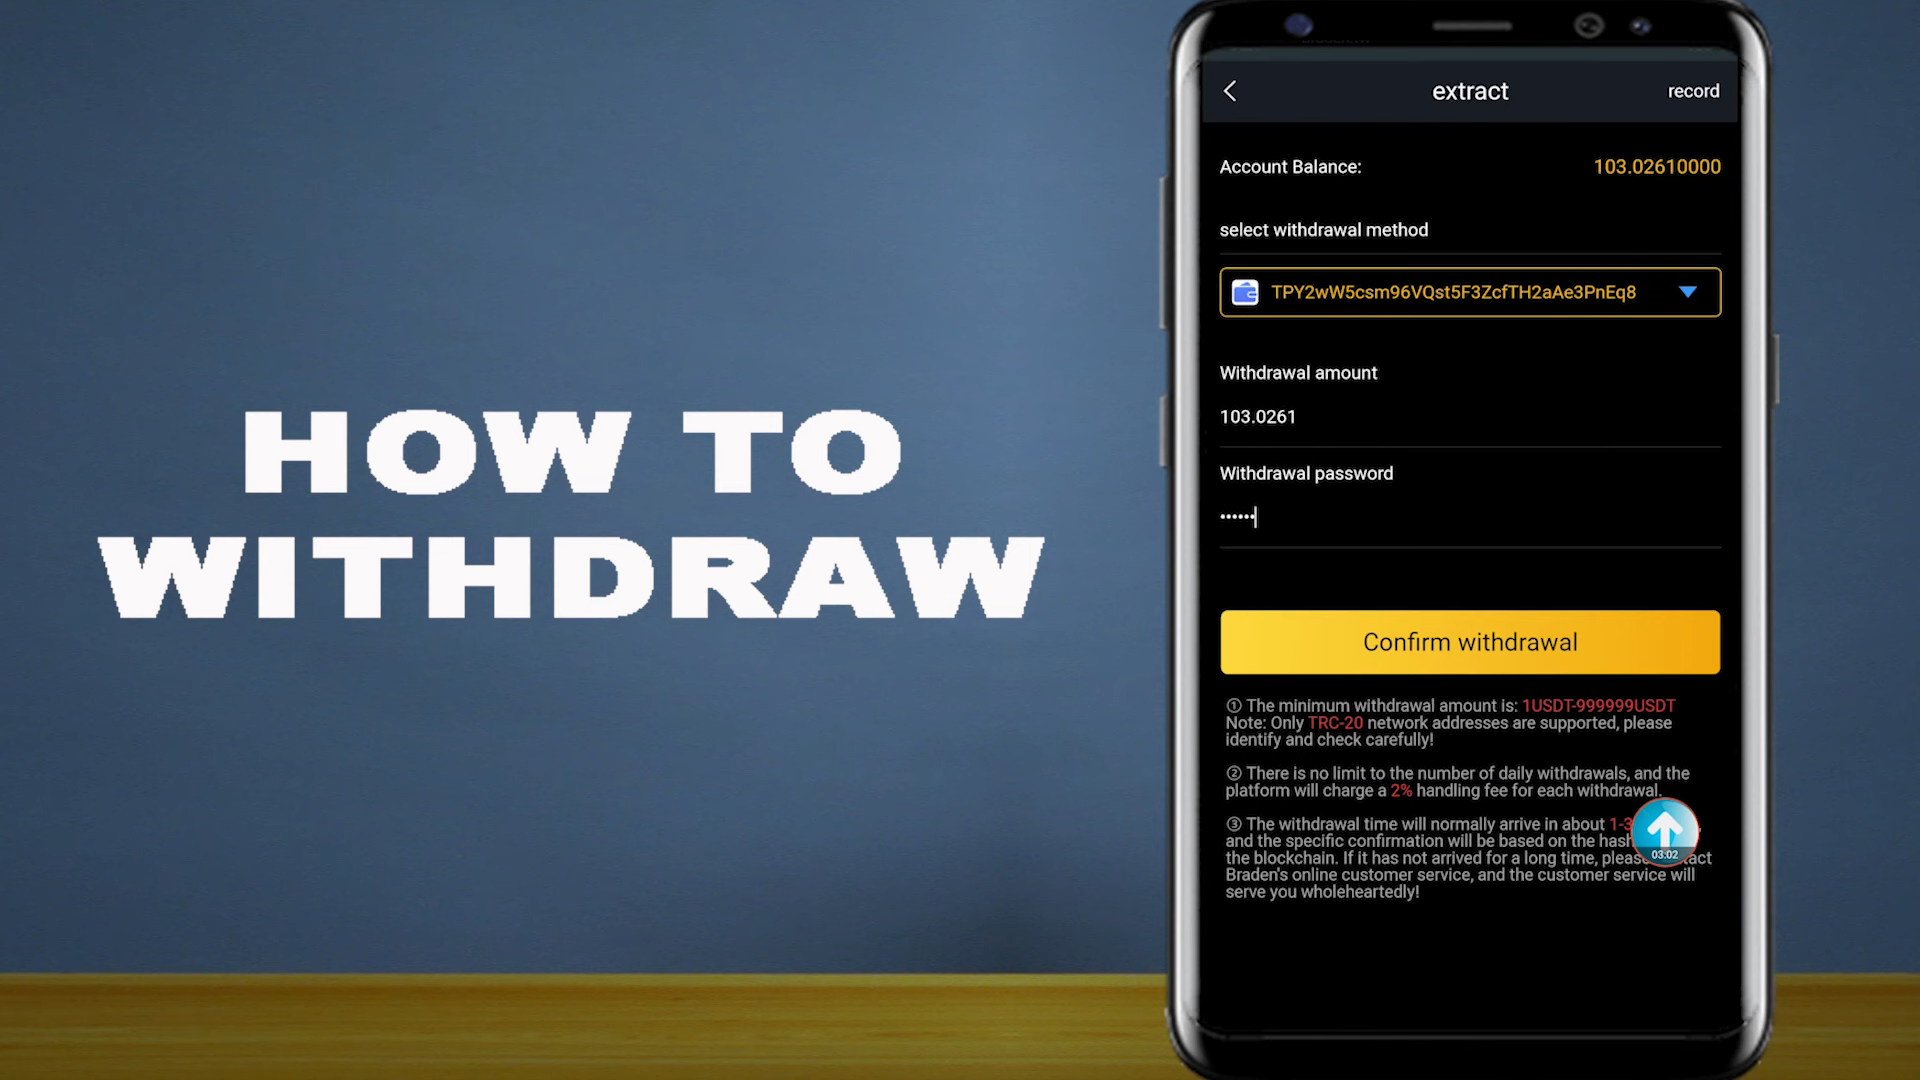 HOW TO
WITHDRAW
extract
record
Account Balance:
103.02610000
select withdrawal method
TPY2wW5csm96VQst5F3ZcfTH2aAe3PnEq8
Withdrawal amount
103.0261
Withdrawal password
••••••
Confirm withdrawal
① The minimum withdrawal amount is: 1USDT-999999USDT
Note: Only TRC-20 network addresses are supported, please
identify and check carefully!
② There is no limit to the number of daily withdrawals, and the
platform will charge a 2% handling fee for each withdrawal.
③ The withdrawal time will normally arrive in about
and the specific confirmation will be based on the
the blockchain. If it has not arrived for a long time,
Braden's online customer service, and the customer service will
serve you wholeheartedly!
03:02